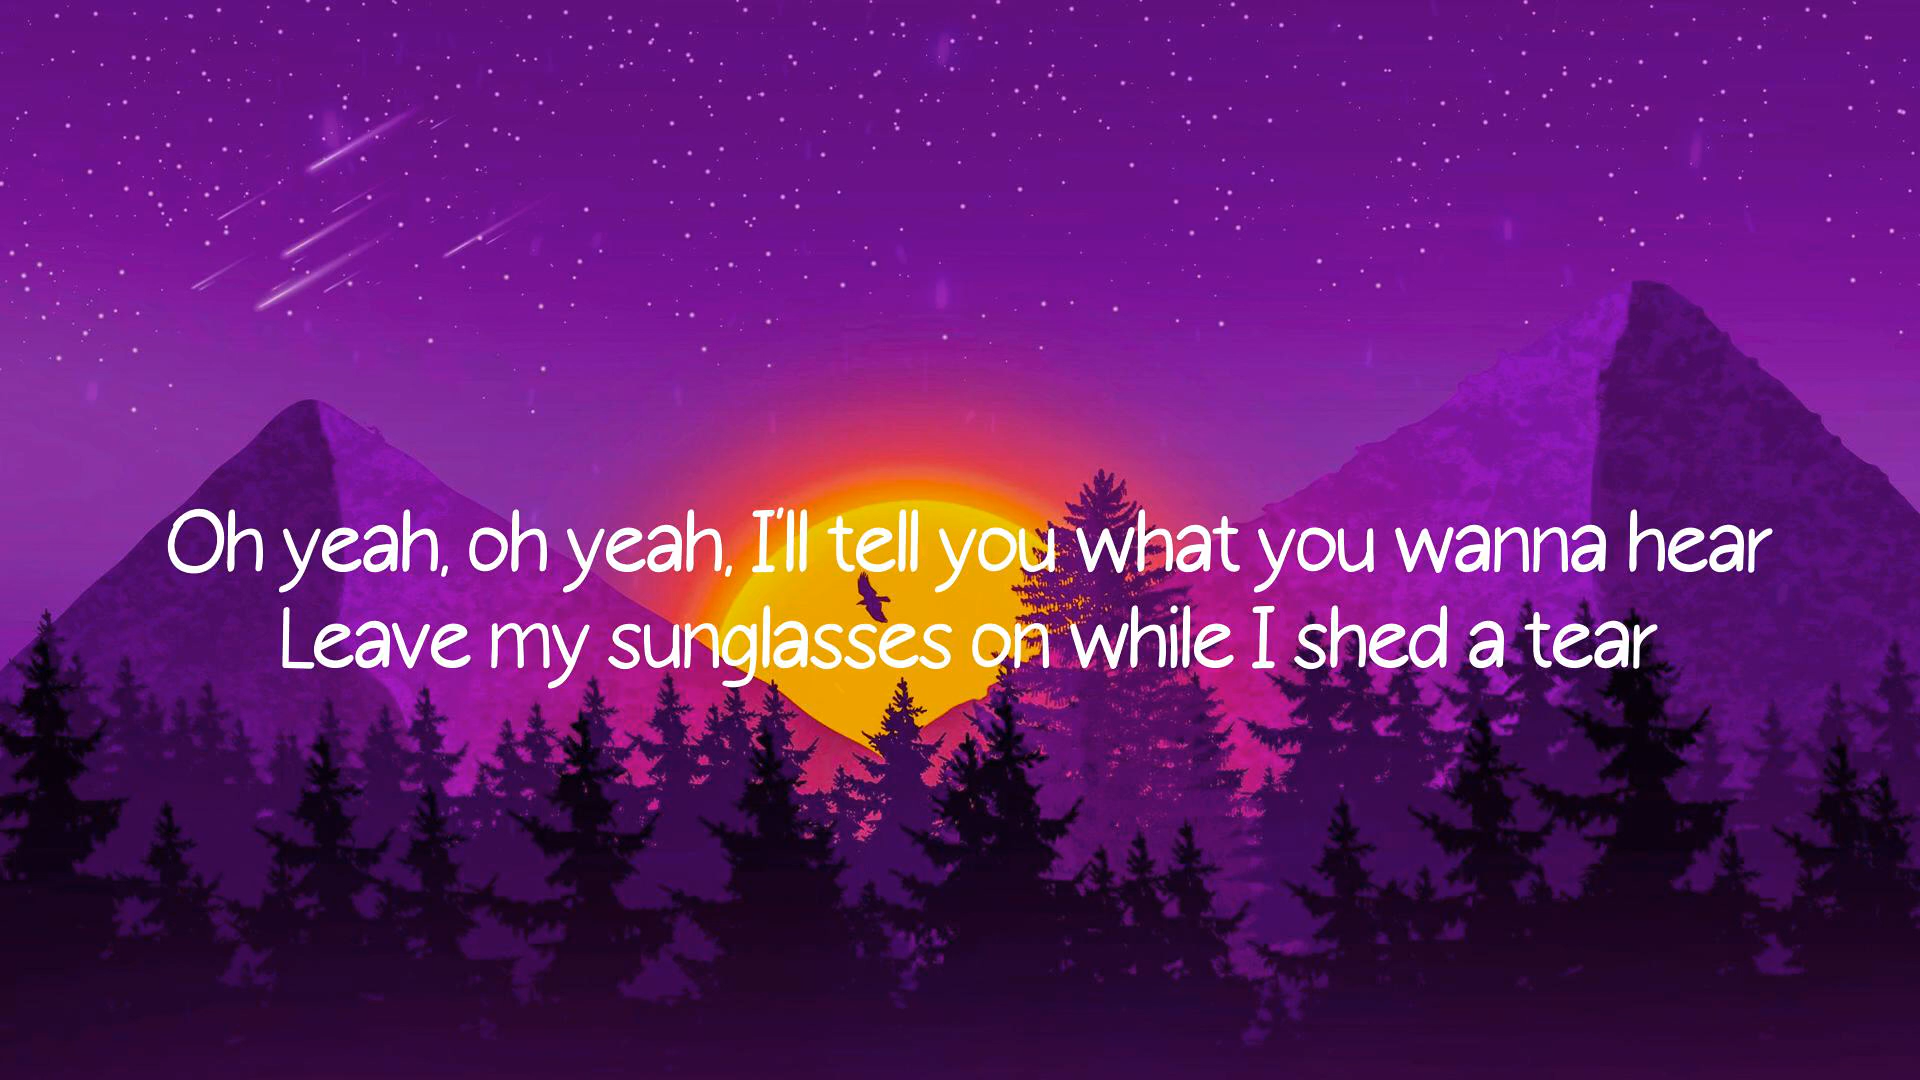 Oh yeah, oh yeah, I'll tell you what you wanna hear
Leave my sunglasses on while I shed a tear